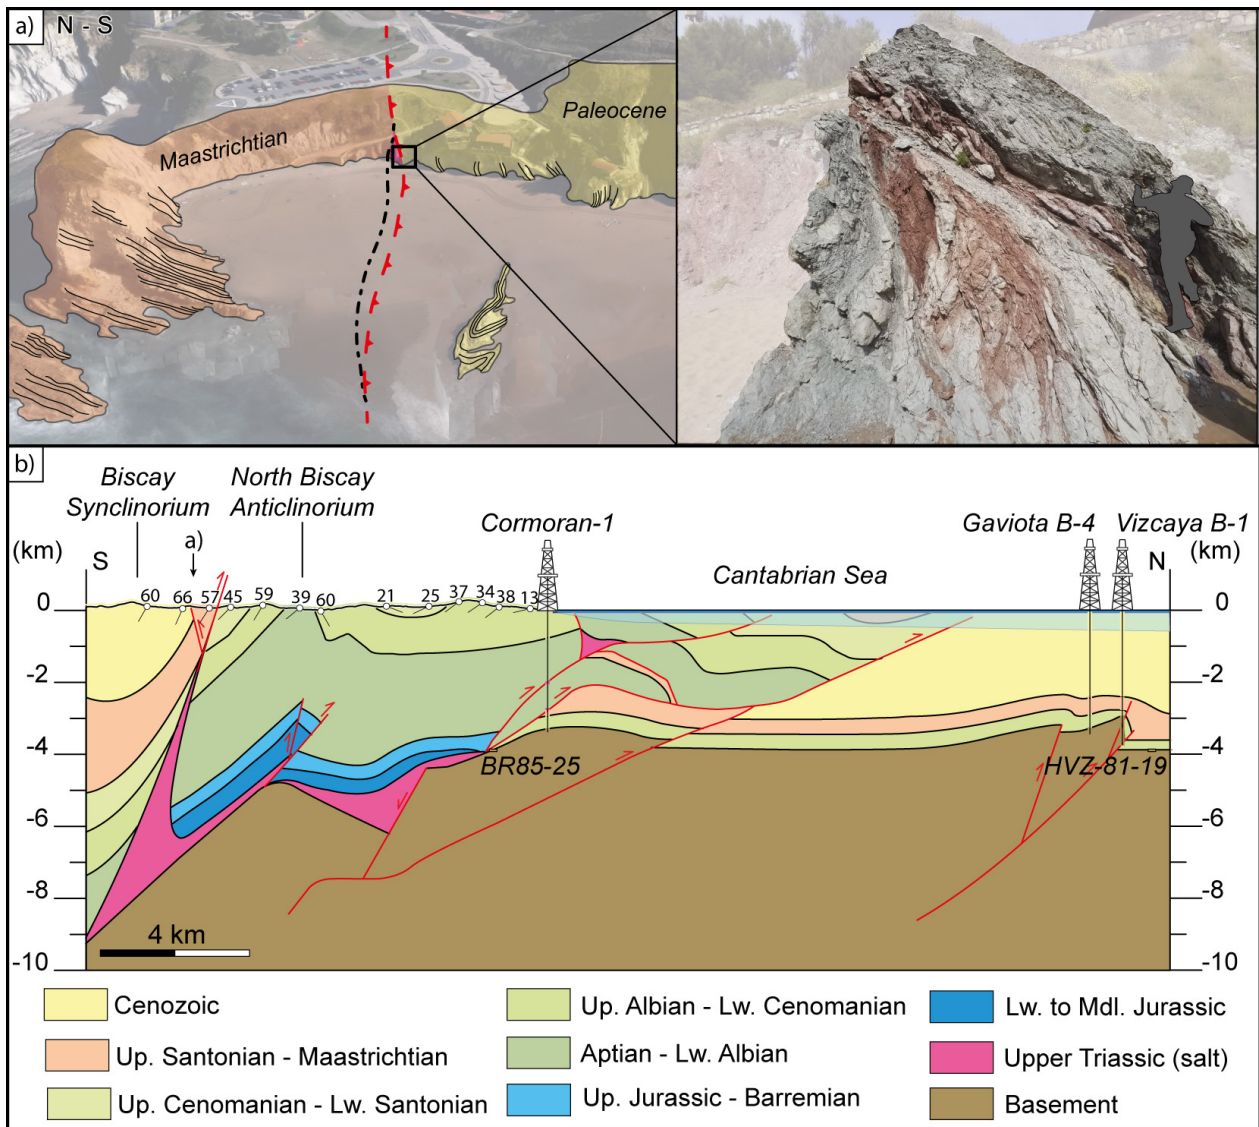 a)
N - S
Maastrichtian
Paleocene
b)
Biscay
Synclinorium
North Biscay
Anticlinorium
a)
Cormoran-1
Gaviota B-4
Vizcaya B-1
(km)
S
Cantabrian Sea
N
(km)
60
66
57
45
59
39
60
21
25
37
34
38
13
0
-2
-4
-6
-8
-10
0
-2
-4
-6
-8
-10
BR85-25
HVZ-81-19
4 km
Cenozoic
Up. Santonian - Maastrichtian
Up. Cenomanian - Lw. Santonian
Up. Albian - Lw. Cenomanian
Aptian - Lw. Albian
Up. Jurassic - Barremian
Lw. to Mdl. Jurassic
Upper Triassic (salt)
Basement